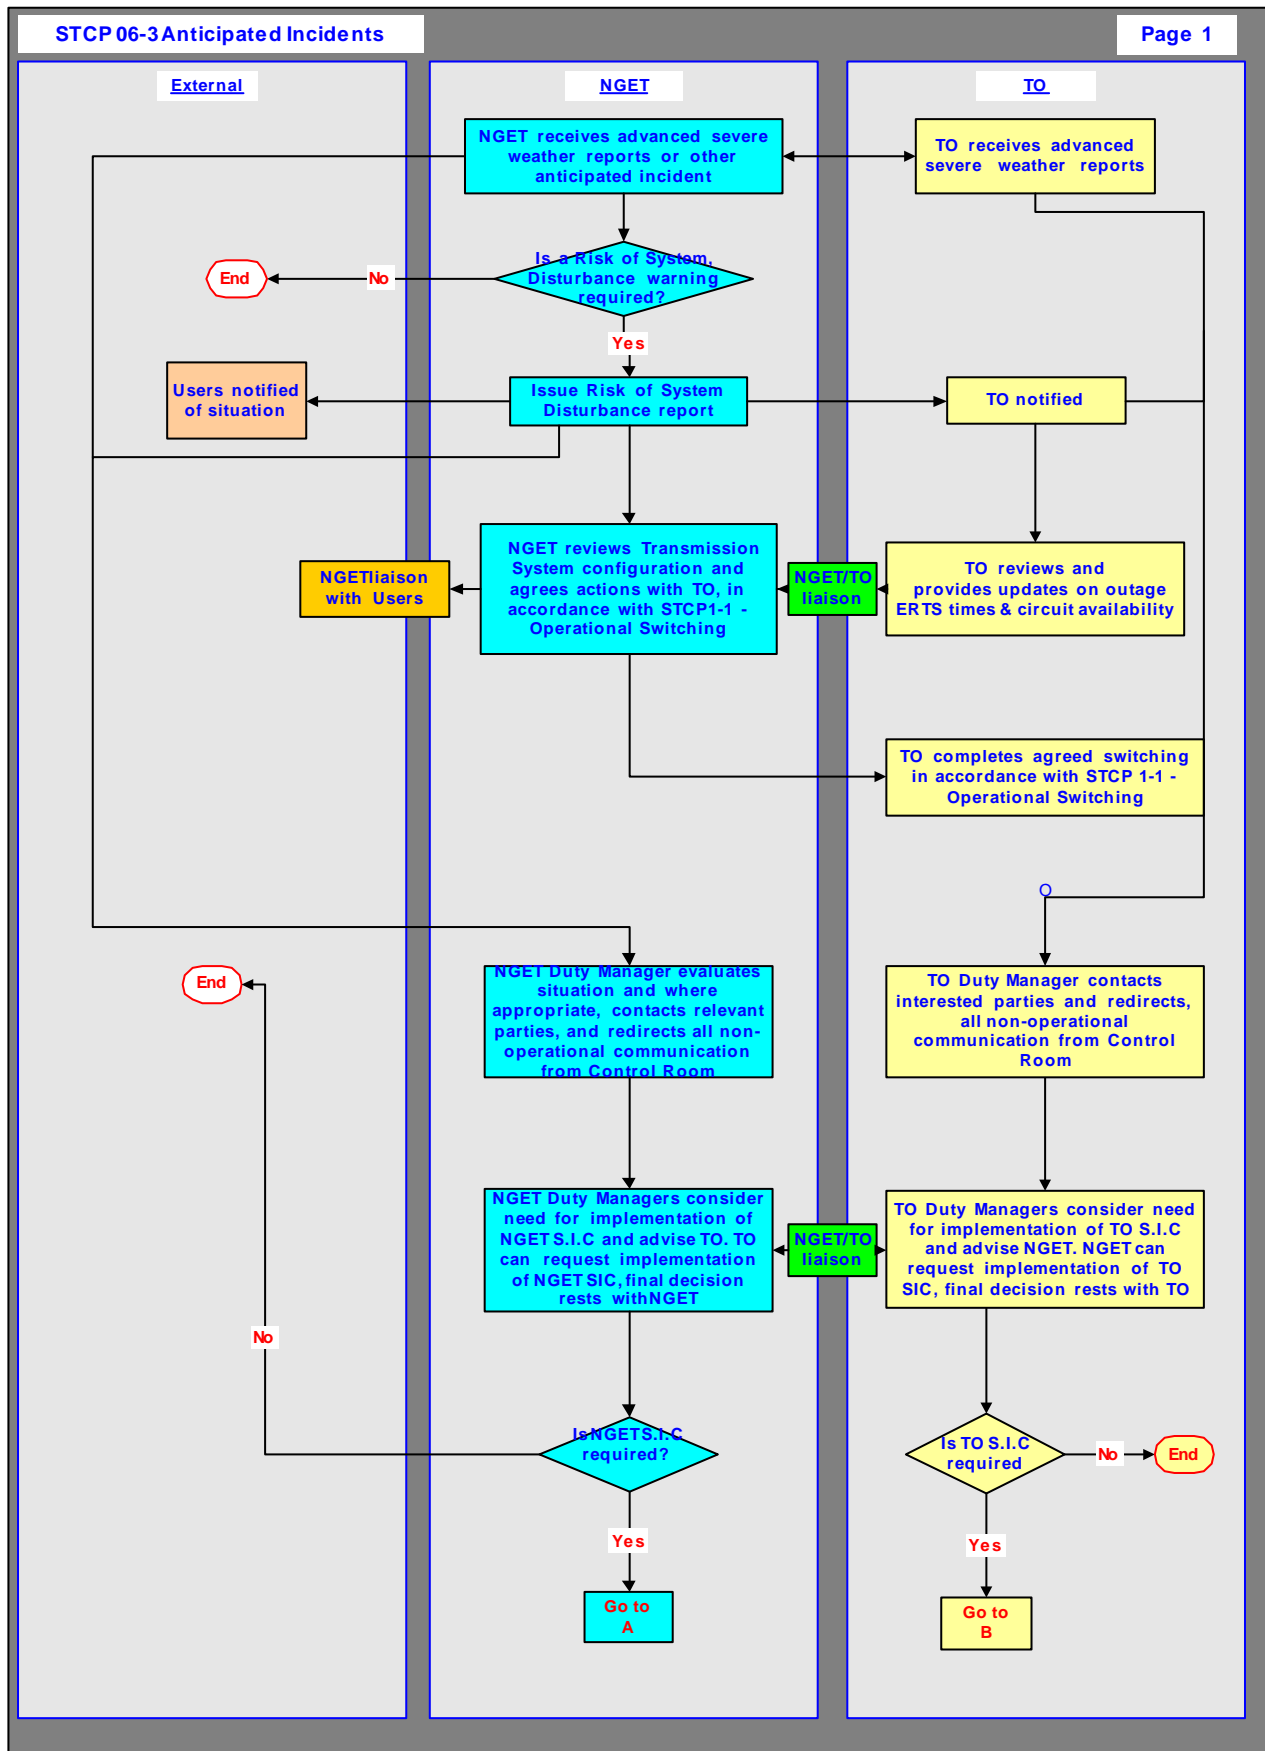 STCP 06-3 Anticipated Incidents
Page 1
External
NGET
TO
NGET receives advanced severe
weather reports or other
anticipated incident
TO receives advanced
severe weather reports
Is a Risk of System,
Disturbance warning
required?
No
End
Yes
Users notified
of situation
Issue Risk of System
Disturbance report
TO notified
NGET reviews Transmission
System configuration and
agrees actions with TO, in
accordance with STCP1-1 -
Operational Switching
NGETliaison
with Users
NGET/TO
liaison
TO reviews and
provides updates on outage
ERTS times & circuit availability
TO completes agreed switching
in accordance with STCP 1-1 -
Operational Switching
O
End
NGET Duty Manager evaluates
situation and where
appropriate, contacts relevant
parties, and redirects all non-
operational communication
from Control Room
TO Duty Manager contacts
interested parties and redirects,
all non-operational
communication from Control
Room
NGET Duty Managers consider
need for implementation of
NGET S.I.C and advise TO. TO
can request implementation
of NGET SIC, final decision
rests with NGET
NGET/TO
liaison
TO Duty Managers consider need
for implementation of TO S.I.C
and advise NGET. NGET can
request implementation of TO
SIC, final decision rests with TO
No
Is NGET S.I.C
required?
Is TO S.I.C
required
No
End
Yes
Yes
Go to
A
Go to
B